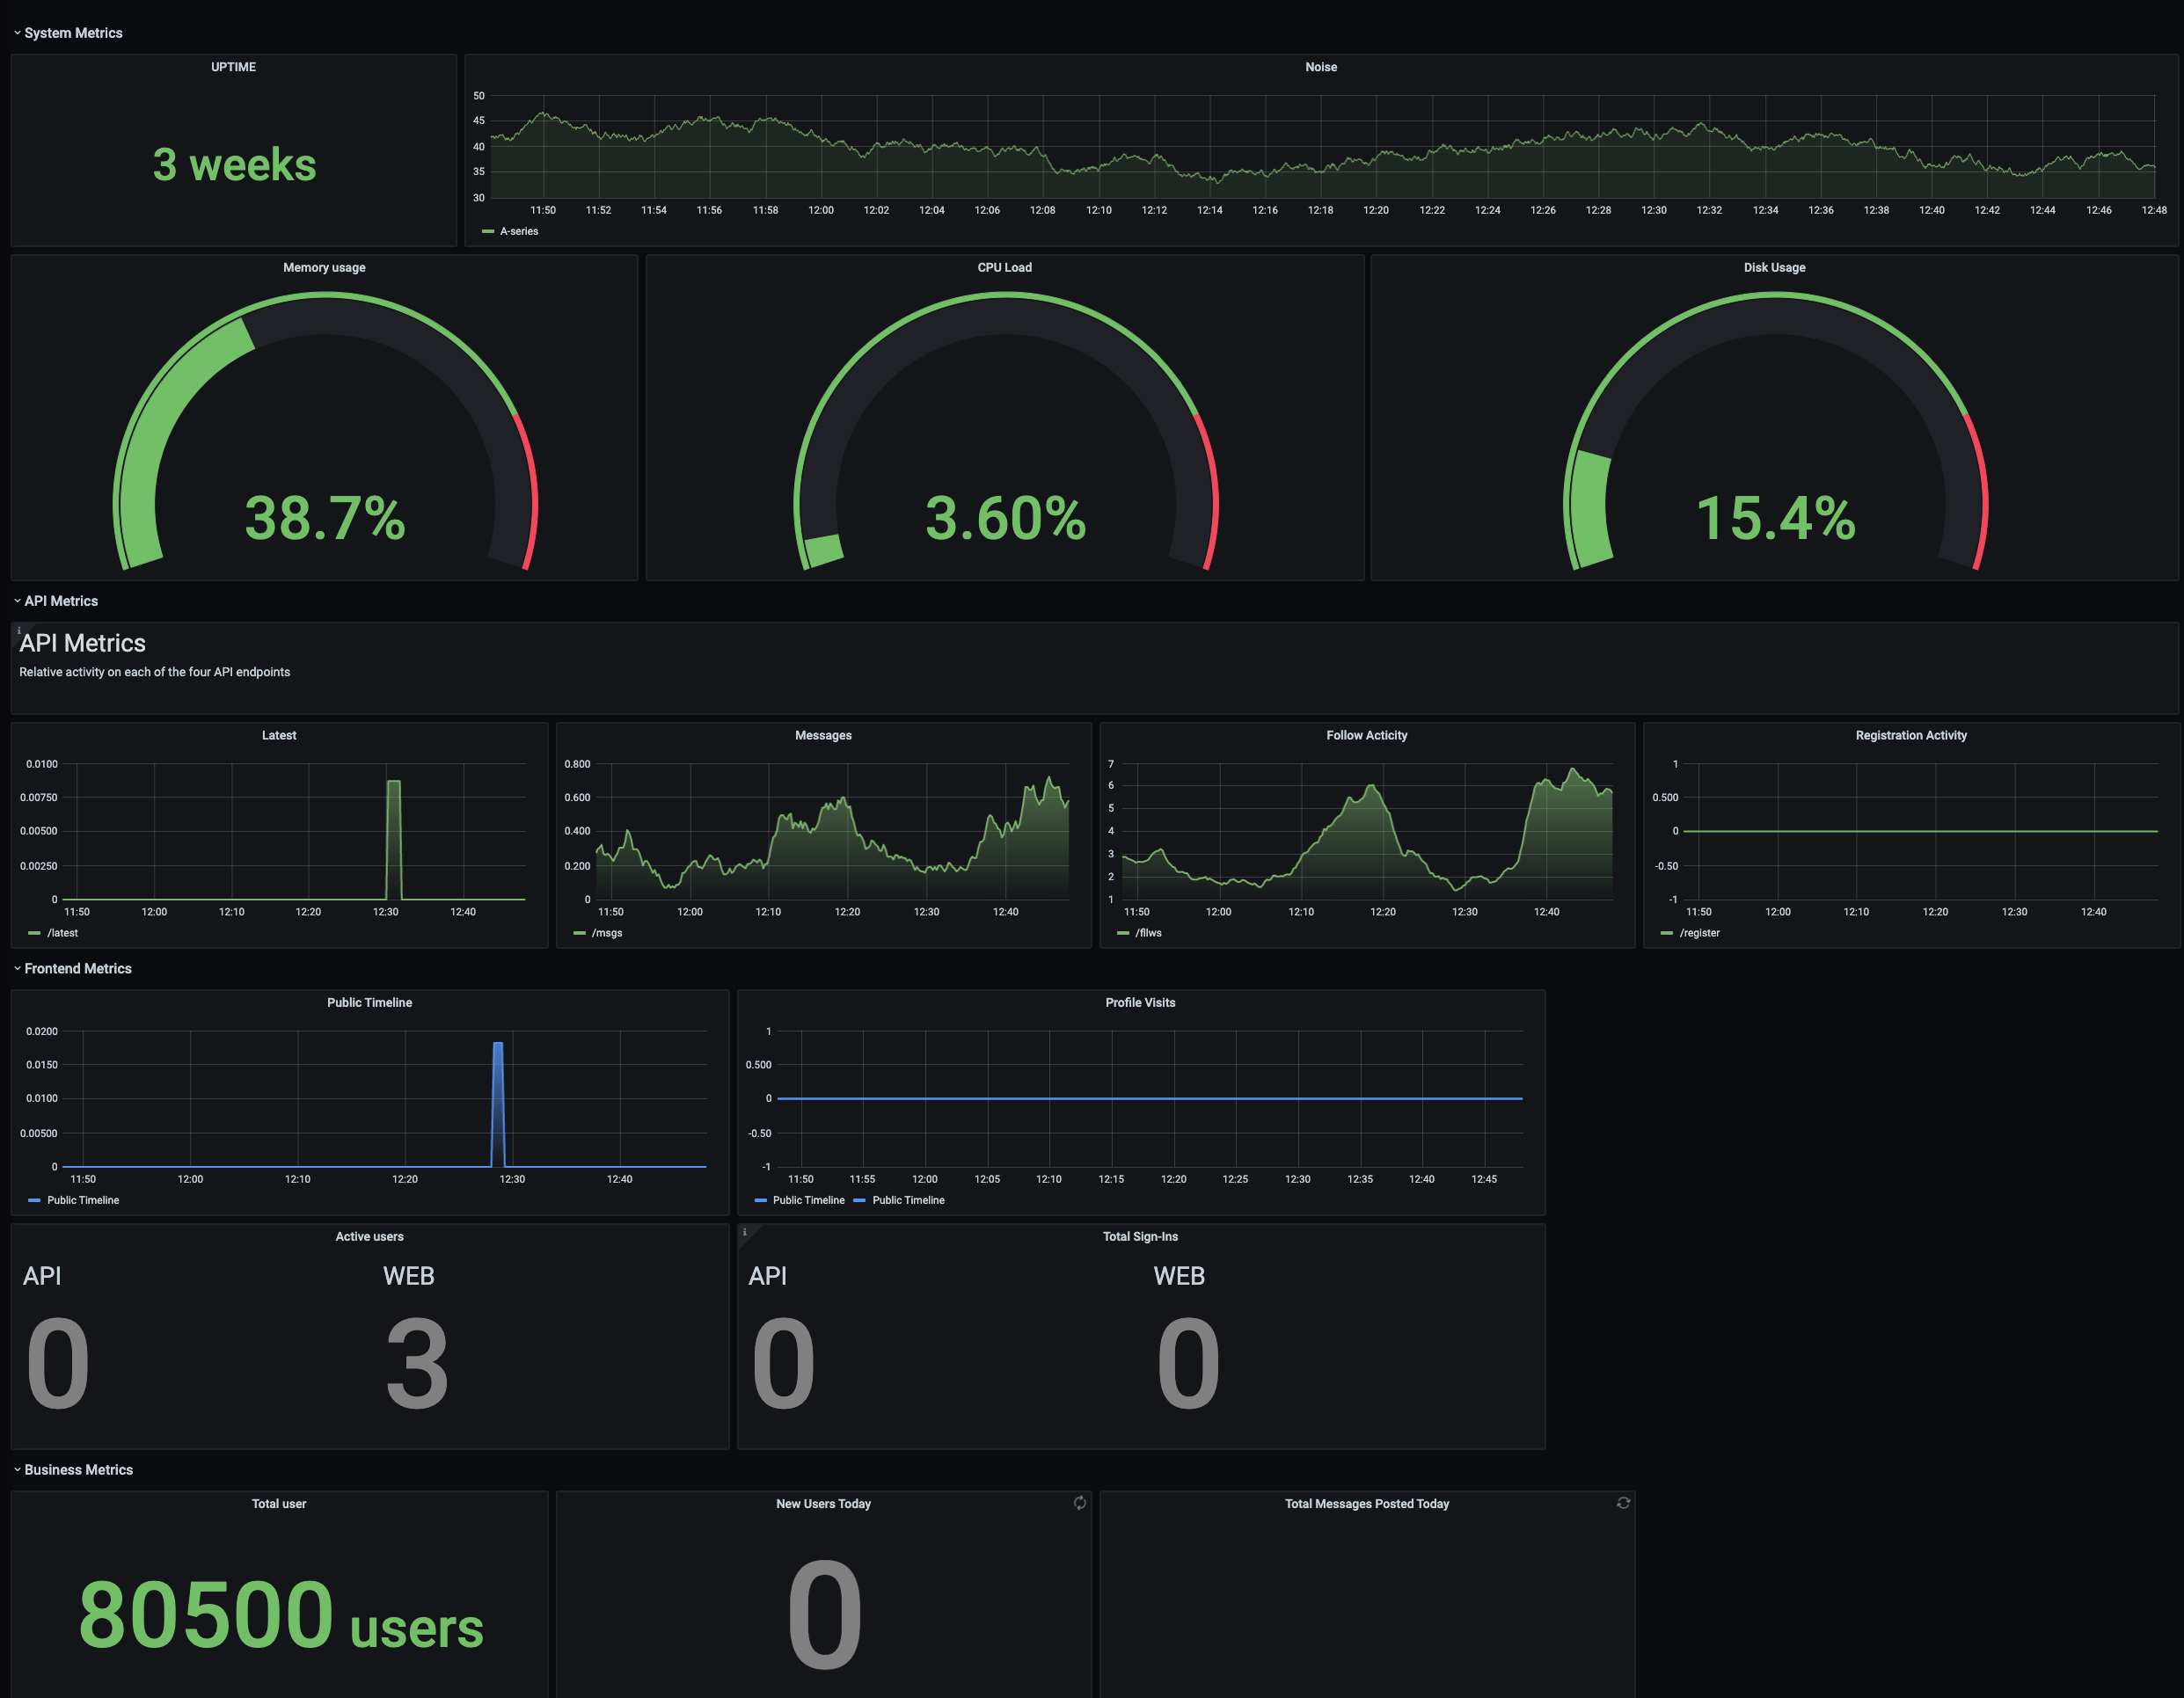 System Metrics
UPTIME
3 weeks
Noise
50
45
40
35
30
11:50 11:52 11:54 11:56 11:58 12:00 12:02 12:04 12:06 12:08 12:10 12:12 12:14 12:16 12:18 12:20 12:22 12:24 12:26 12:28 12:30 12:32 12:34 12:36 12:38 12:40 12:42 12:44 12:46 12:48
A-series
Memory usage
38.7%
CPU Load
3.60%
Disk Usage
15.4%
API Metrics
i
API Metrics
Relative activity on each of the four API endpoints
Latest
0.0100
0.00750
0.00500
0.00250
0
11:50 12:00 12:10 12:20 12:30 12:40
/latest
Messages
0.800
0.600
0.400
0.200
0
11:50 12:00 12:10 12:20 12:30 12:40
/msgs
Follow Acticity
7
6
5
4
3
2
1
11:50 12:00 12:10 12:20 12:30 12:40
/fllws
Registration Activity
1
0.500
0
-0.50
-1
11:50 12:00 12:10 12:20 12:30 12:40
/register
Frontend Metrics
Public Timeline
0.0200
0.0150
0.0100
0.00500
0
11:50 12:00 12:10 12:20 12:30 12:40
Public Timeline
Profile Visits
1
0.500
0
-0.50
-1
11:50 11:55 12:00 12:05 12:10 12:15 12:20 12:25 12:30 12:35 12:40 12:45
Public Timeline Public Timeline
Active users
API WEB
0 3
i
Total Sign-Ins
API WEB
0 0
Business Metrics
Total user
80500 users
New Users Today
0
Total Messages Posted Today